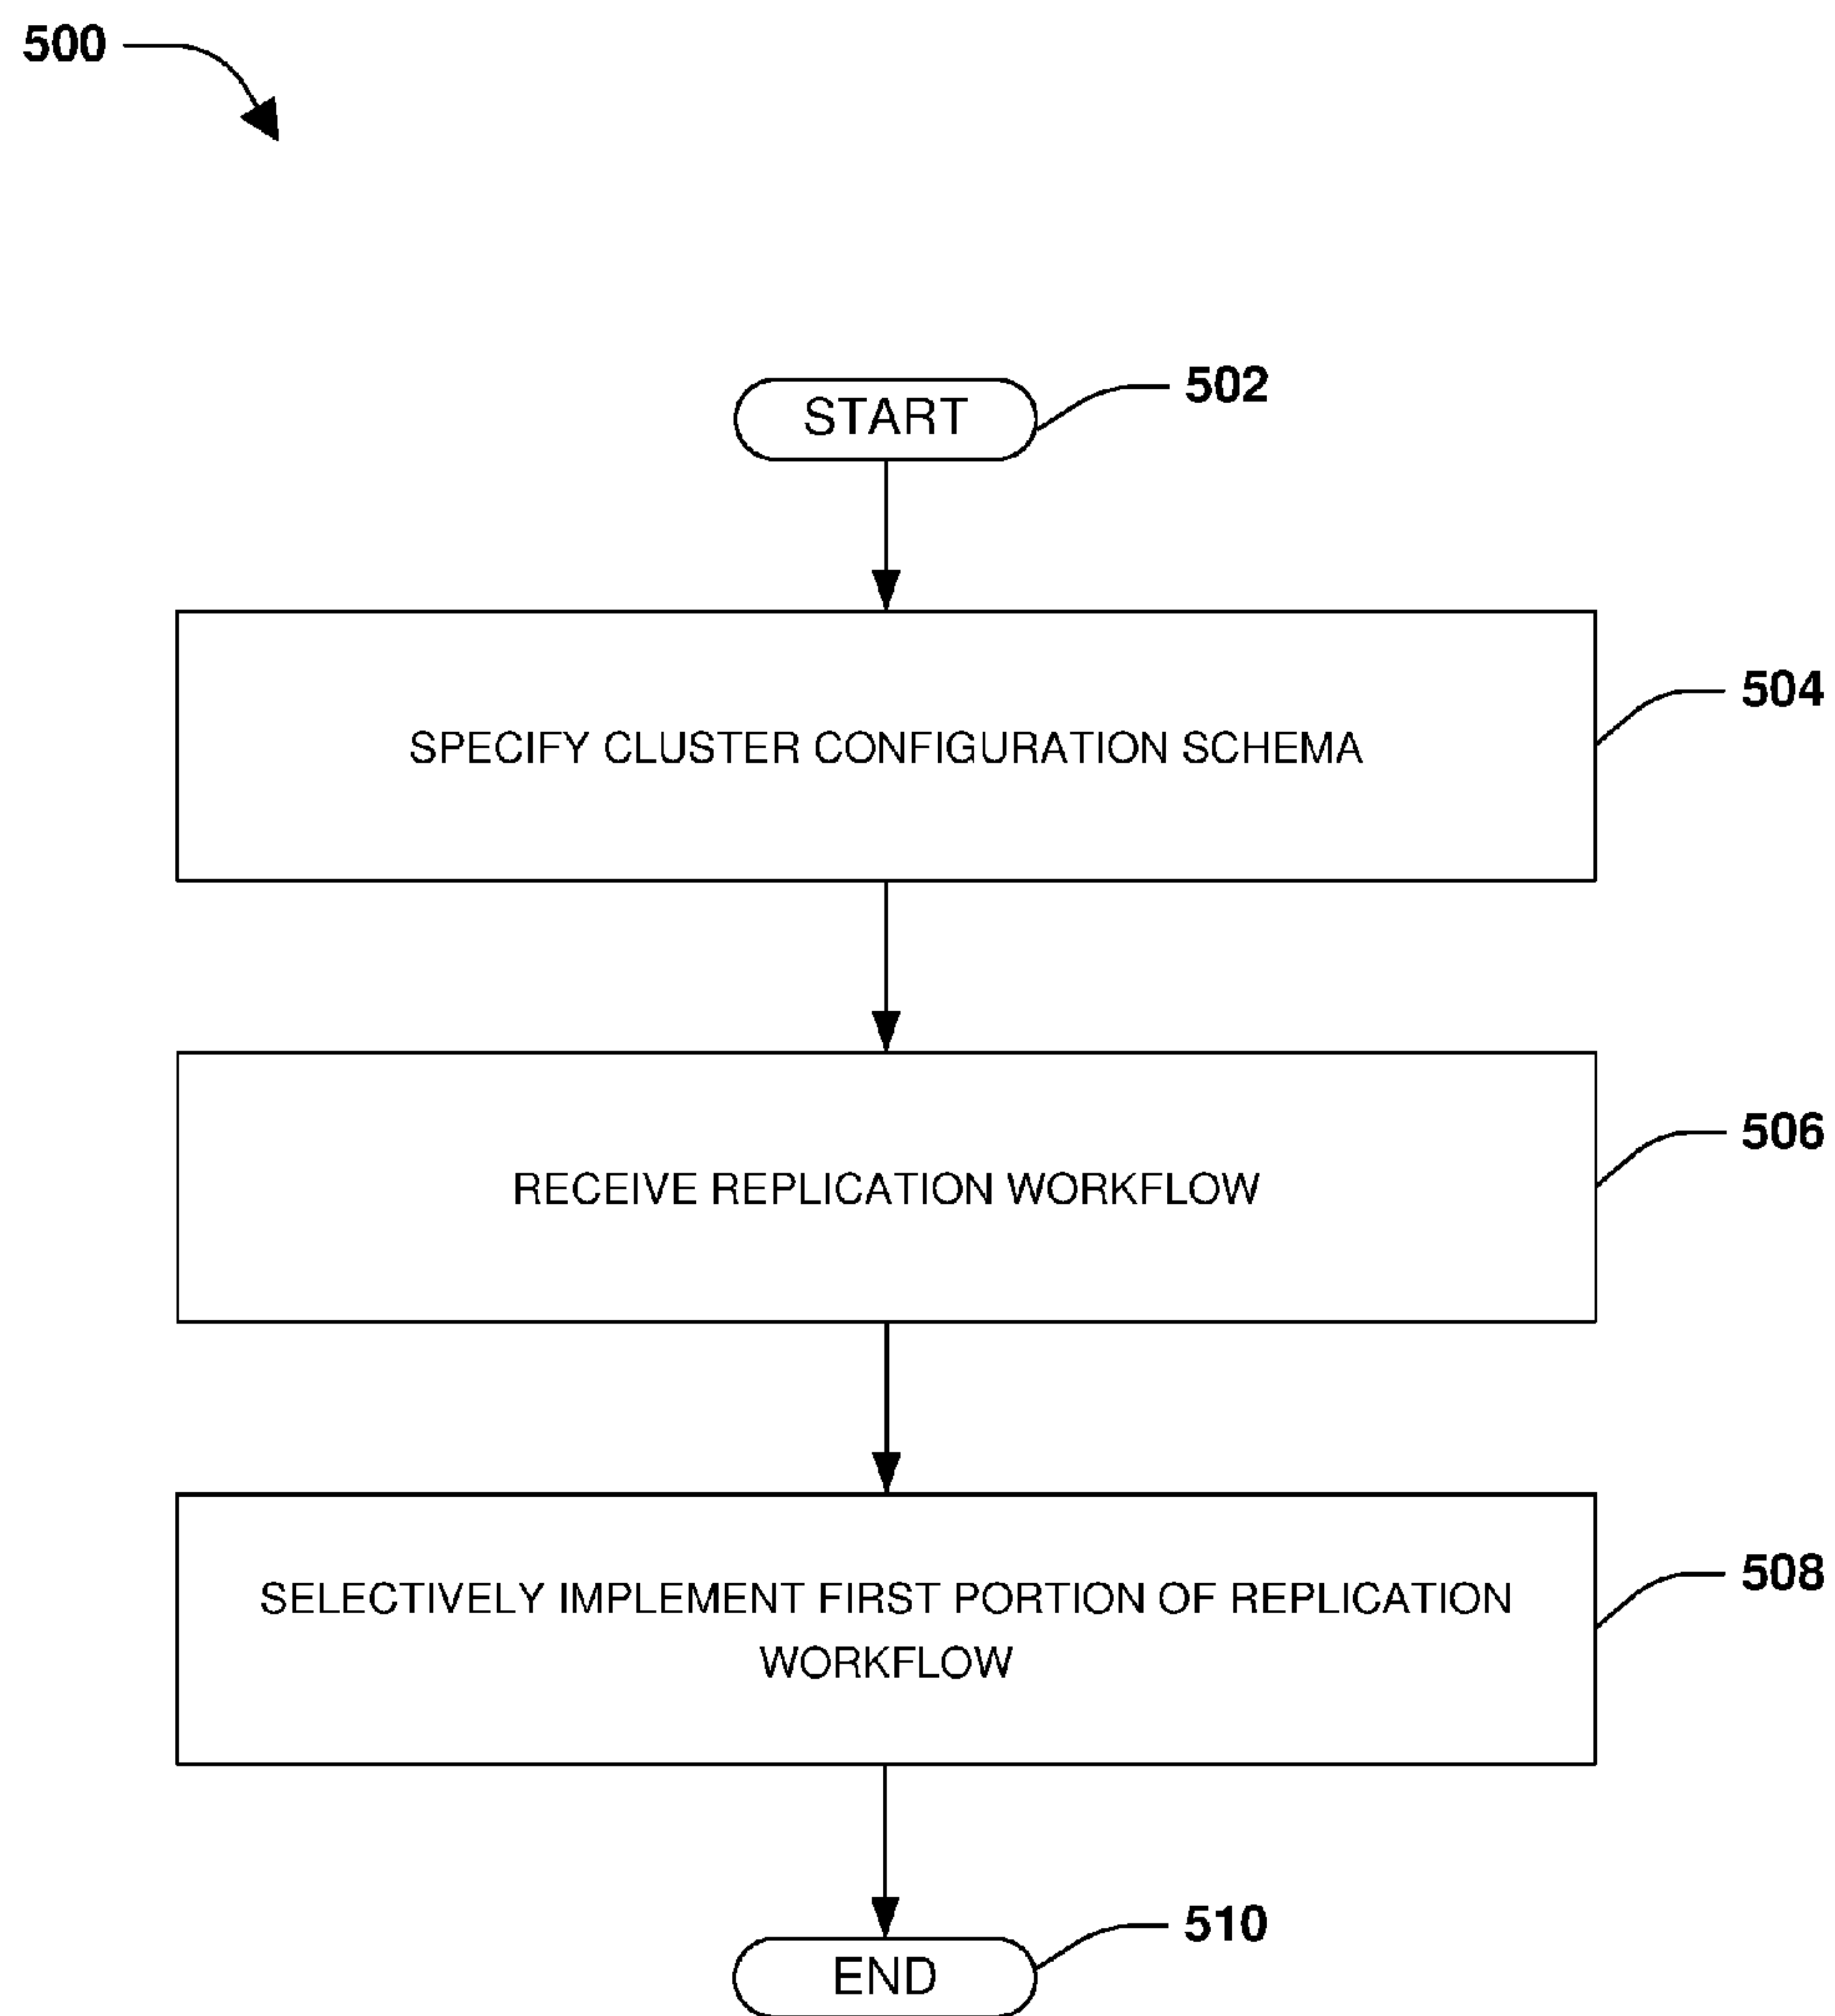 500
START
502
SPECIFY CLUSTER CONFIGURATION SCHEMA
504
RECEIVE REPLICATION WORKFLOW
506
SELECTIVELY IMPLEMENT FIRST PORTION OF REPLICATION
WORKFLOW
508
END
510